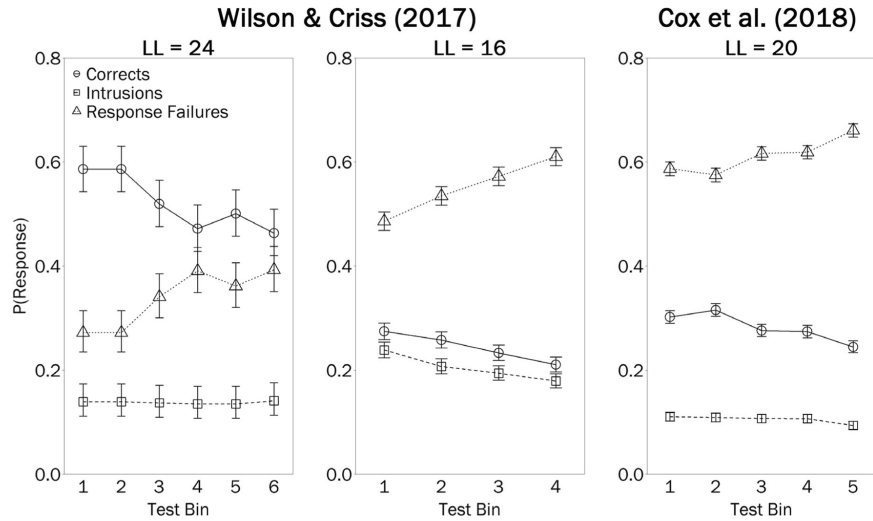 Wilson & Criss (2017)
Cox et al. (2018)
LL = 24
LL = 16
LL = 20
Corrects
Intrusions
Response Failures
P(Response)
0.8
0.6
0.4
0.2
0.0
1 2 3 4 5 6
Test Bin
0.8
0.6
0.4
0.2
0.0
1 2 3 4
Test Bin
0.8
0.6
0.4
0.2
0.0
1 2 3 4 5
Test Bin